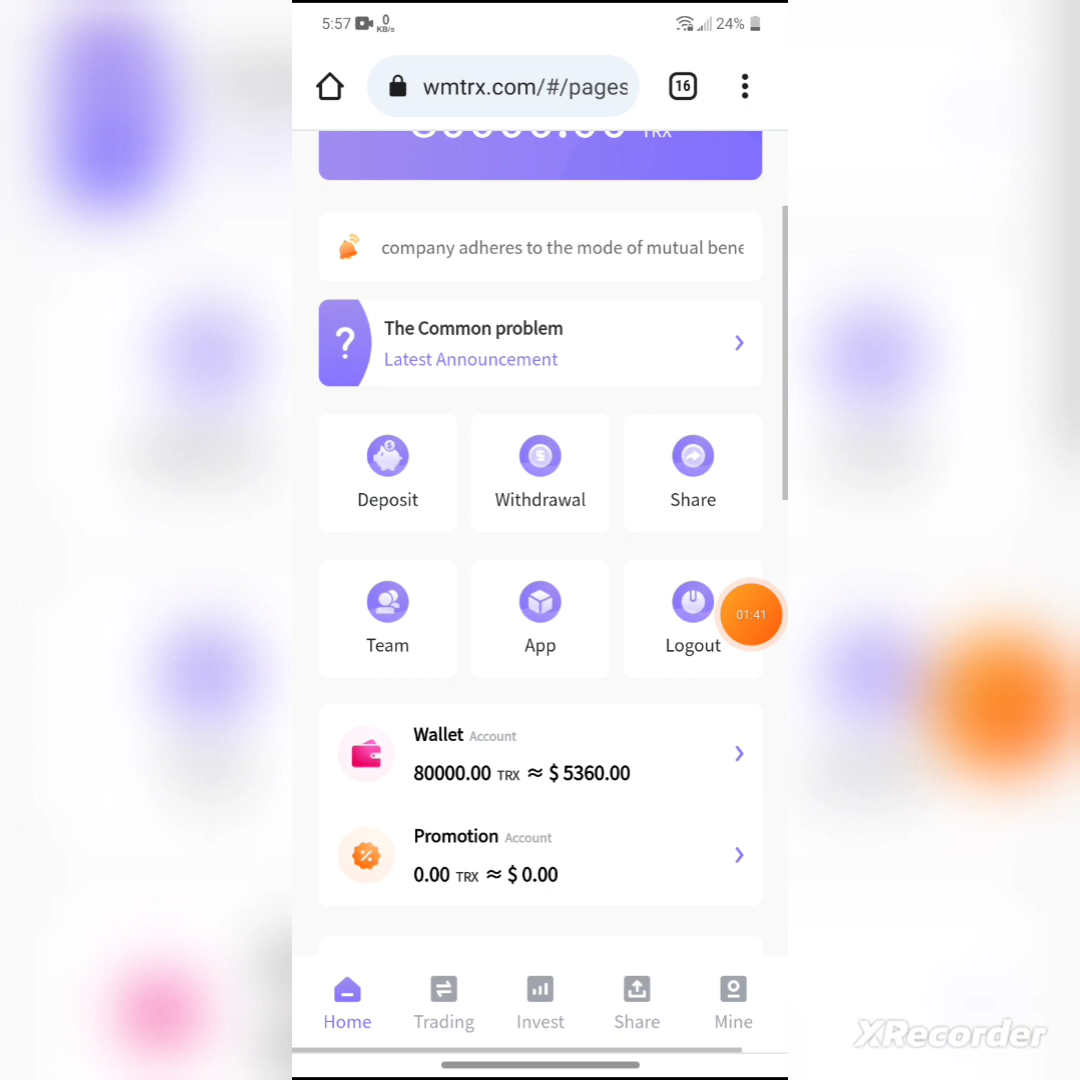 5:57 0 KB/s 24%
wmtrx.com/#/pages 16
TRX
company adheres to the mode of mutual bene
The Common problem
Latest Announcement
Deposit Withdrawal Share
Team App Logout
01:41
Wallet Account
80000.00 TRX ≈ $ 5360.00
Promotion Account
0.00 TRX ≈ $ 0.00
Home Trading Invest Share Mine
XRecorder